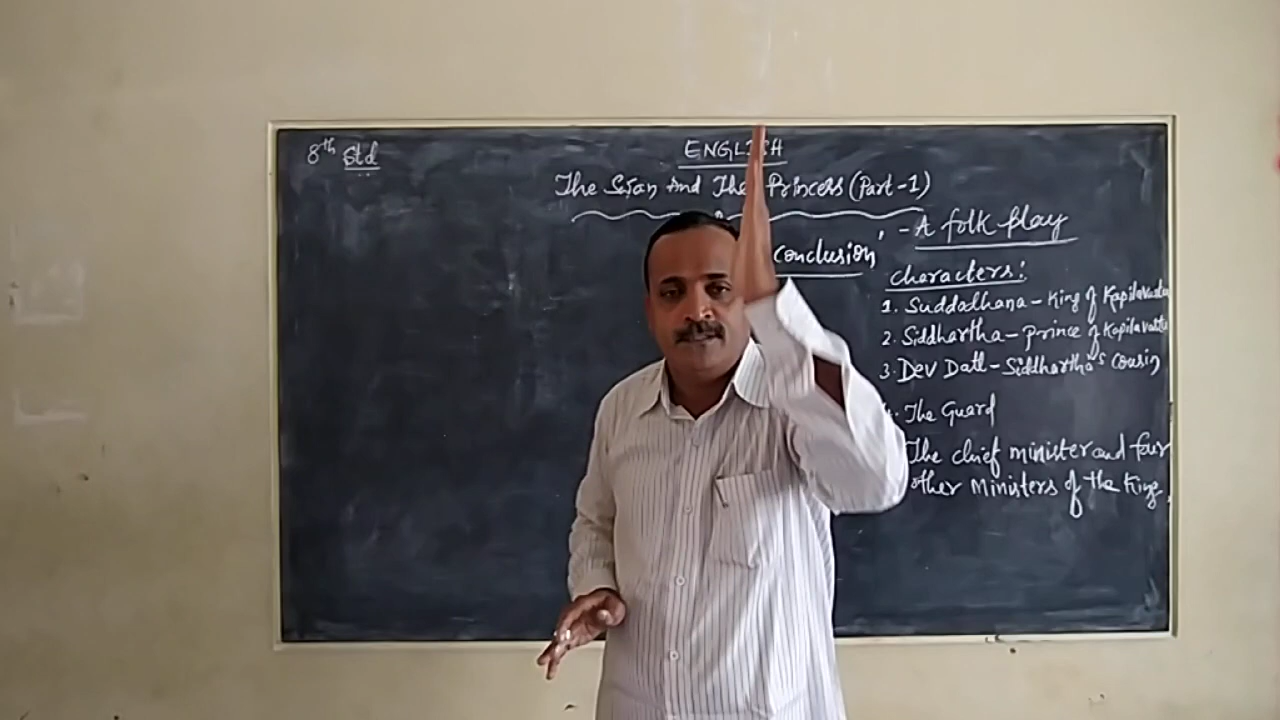 8th Std
ENGLISH
The Swan And The Princess (Part-1)
- A folk play
conclusion'
characters:
1. Suddadhana - King of Kapilavastu
2. Siddhartha - prince of Kapilavastu
3. Dev Datt - Siddhartha's cousin
The Guard
The chief minister and four
other Ministers of the King,